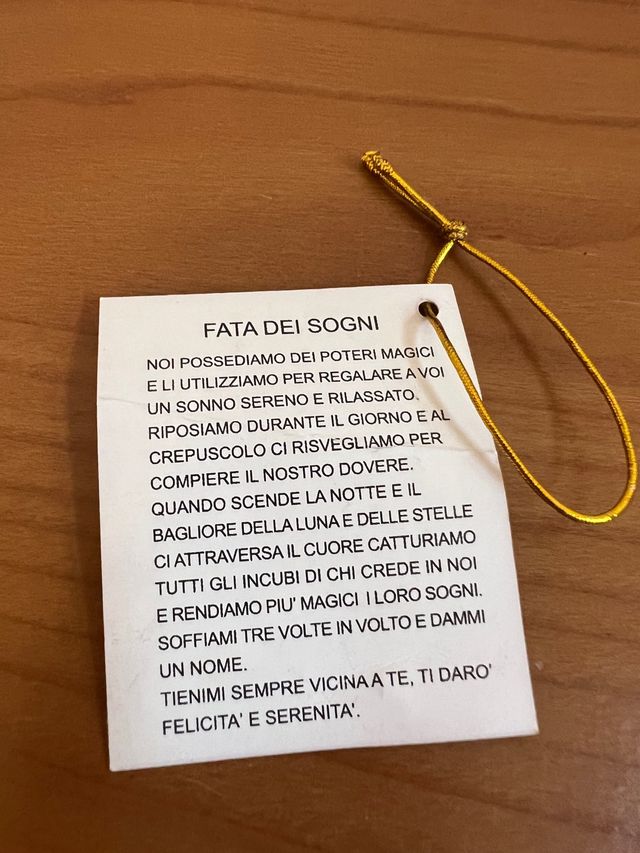 FATA DEI SOGNI
NOI POSSEDIAMO DEI POTERI MAGICI
E LI UTILIZZIAMO PER REGALARE A VOI
UN SONNO SERENO E RILASSATO.
RIPOSIAMO DURANTE IL GIORNO E AL
CREPUSCOLO CI RISVEGLIAMO PER
COMPIERE IL NOSTRO DOVERE.
QUANDO SCENDE LA NOTTE E IL
BAGLIORE DELLA LUNA E DELLE STELLE
CI ATTRAVERSA IL CUORE CATTURIAMO
TUTTI GLI INCUBI DI CHI CREDE IN NOI
E RENDIAMO PIU' MAGICI I LORO SOGNI.
SOFFIAMI TRE VOLTE IN VOLTO E DAMMI
UN NOME.
TIENIMI SEMPRE VICINA A TE, TI DARO'
FELICITA' E SERENITA'.